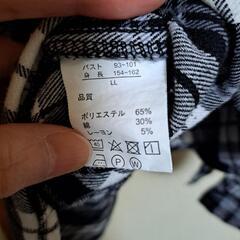 バスト 93-101
身長 154-162
LL
品質
ポリエステル 65%
綿 30%
レーヨン 5%
40
P W